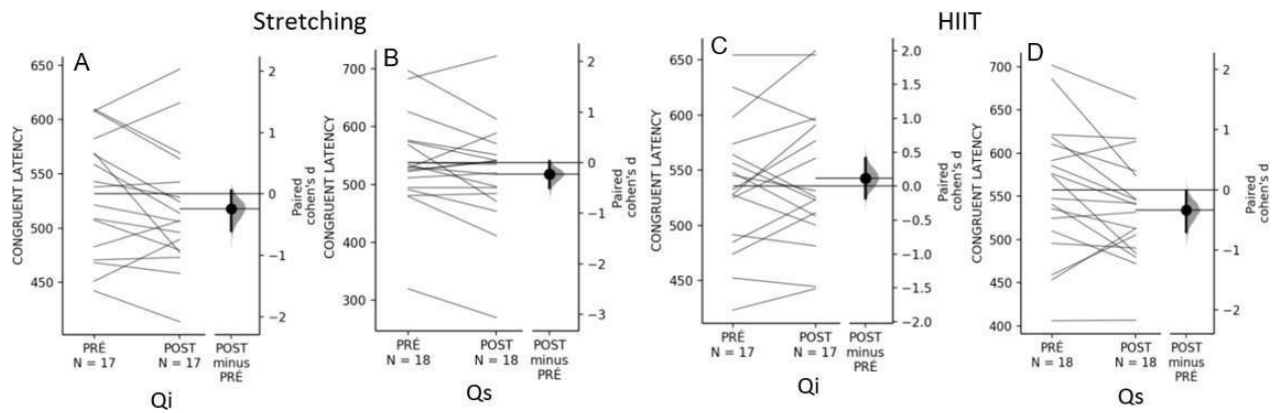 Stretching
HIIT
A
650
600
550
500
450
CONGRUENT LATENCY
PRÉ
N = 17
POST
N = 17
POST
minus
PRÉ
2
1
0
−1
−2
Paired
cohen's d
Qi
B
700
600
500
400
300
CONGRUENT LATENCY
PRÉ
N = 18
POST
N = 18
POST
minus
PRÉ
2
1
0
−1
−2
−3
Paired
cohen's d
Qs
C
650
600
550
500
450
CONGRUENT LATENCY
PRÉ
N = 17
POST
N = 17
POST
minus
PRÉ
2.0
1.5
1.0
0.5
0.0
−0.5
−1.0
−1.5
−2.0
Paired
cohen's d
Qi
D
700
650
600
550
500
450
400
CONGRUENT LATENCY
PRÉ
N = 18
POST
N = 18
POST
minus
PRÉ
2
1
0
−1
−2
Paired
cohen's d
Qs